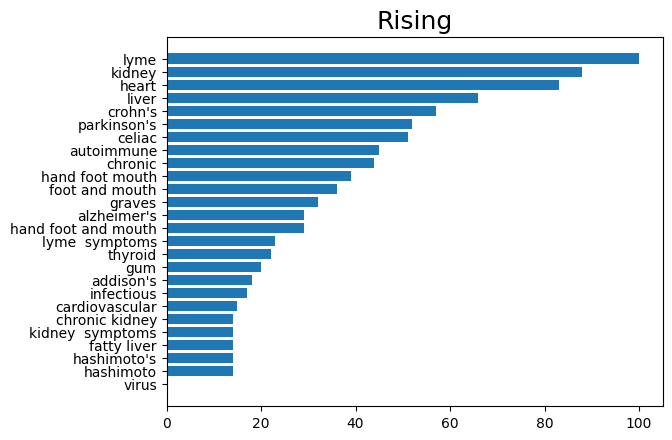 Rising
lyme
kidney
heart
liver
crohn's
parkinson's
celiac
autoimmune
chronic
hand foot mouth
foot and mouth
graves
alzheimer's
hand foot and mouth
lyme  symptoms
thyroid
gum
addison's
infectious
cardiovascular
chronic kidney
kidney  symptoms
fatty liver
hashimoto's
hashimoto
virus
0 20 40 60 80 100